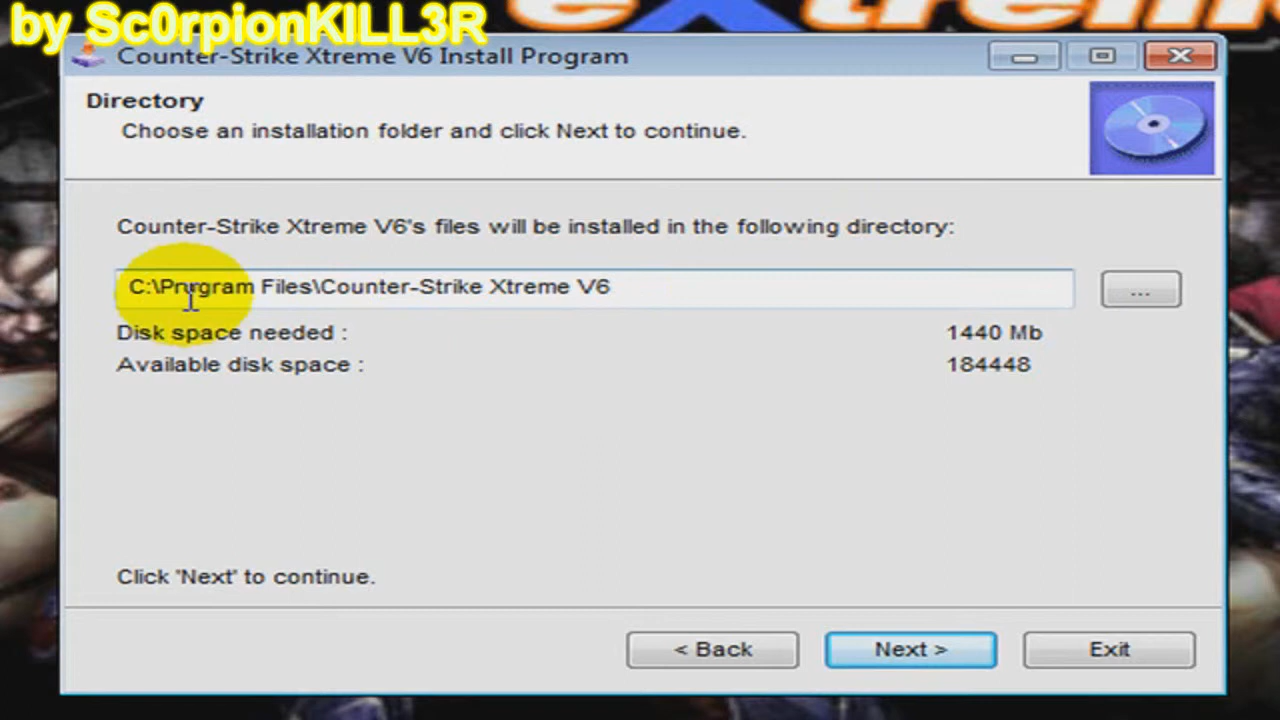 by Sc0rpionKILL3R
Counter-Strike Xtreme V6 Install Program
Directory
Choose an installation folder and click Next to continue.
Counter-Strike Xtreme V6's files will be installed in the following directory:
C:\Program Files\Counter-Strike Xtreme V6
...
Disk space needed :
1440 Mb
Available disk space :
184448
Click 'Next' to continue.
< Back
Next >
Exit